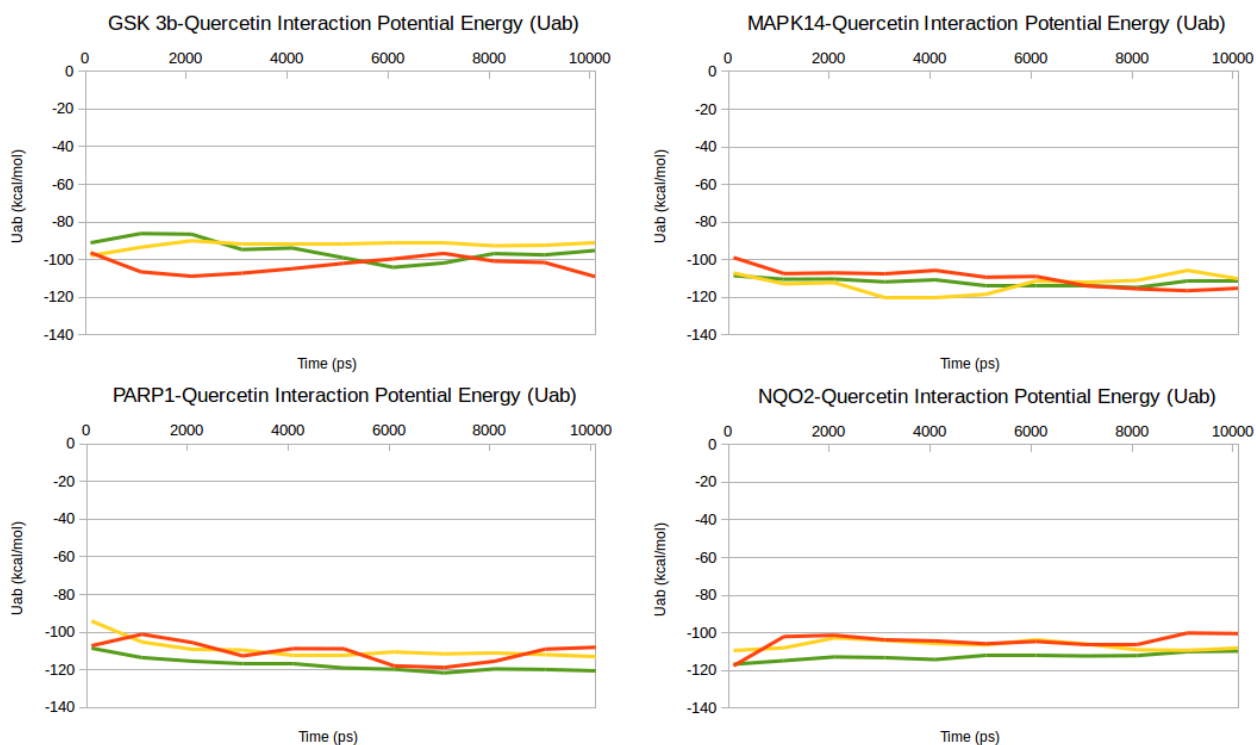 GSK 3b-Quercetin Interaction Potential Energy (Uab)
0 2000 4000 6000 8000 10000
0
-20
-40
-60
-80
-100
-120
-140
Uab (kcal/mol)
Time (ps)
MAPK14-Quercetin Interaction Potential Energy (Uab)
0 2000 4000 6000 8000 10000
0
-20
-40
-60
-80
-100
-120
-140
Uab (kcal/mol)
Time (ps)
PARP1-Quercetin Interaction Potential Energy (Uab)
0 2000 4000 6000 8000 10000
0
-20
-40
-60
-80
-100
-120
-140
Uab (kcal/mol)
Time (ps)
NQO2-Quercetin Interaction Potential Energy (Uab)
0 2000 4000 6000 8000 10000
0
-20
-40
-60
-80
-100
-120
-140
Uab (kcal/mol)
Time (ps)